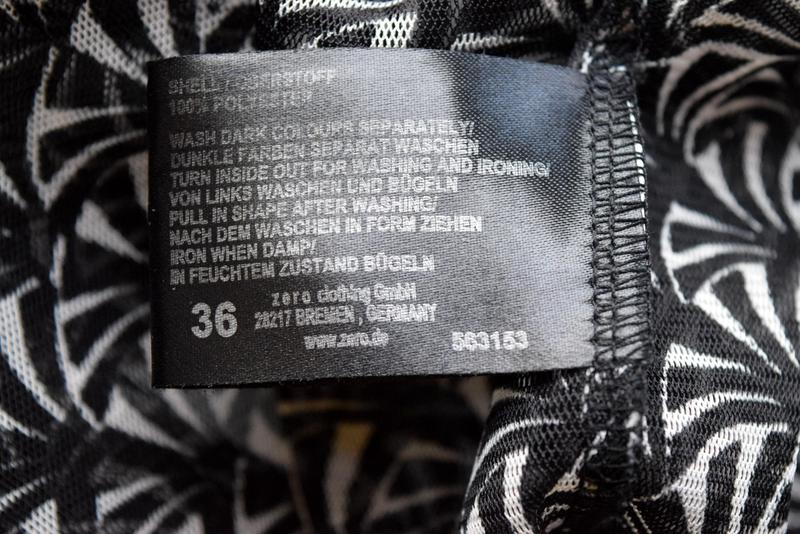 SHELL / OBERSTOFF
100% POLYESTER
WASH DARK COLOURS SEPARATELY/
DUNKLE FARBEN SEPARAT WASCHEN
TURN INSIDE OUT FOR WASHING AND IRONING/
VON LINKS WASCHEN UND BÜGELN
PULL IN SHAPE AFTER WASHING/
NACH DEM WASCHEN IN FORM ZIEHEN
IRON WHEN DAMP/
IN FEUCHTEM ZUSTAND BÜGELN
36
zero clothing GmbH
28217 BREMEN , GERMANY
www.zero.de
563153